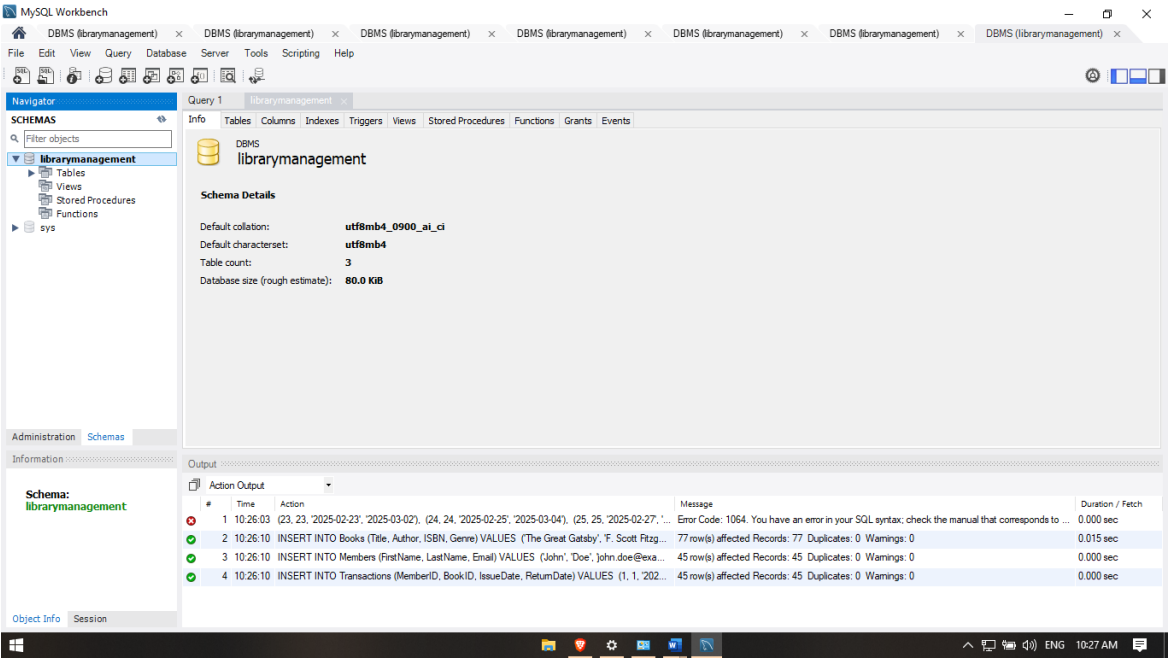 MySQL Workbench
DBMS (librarymanagement) × DBMS (librarymanagement) × DBMS (librarymanagement) × DBMS (librarymanagement) × DBMS (librarymanagement) × DBMS (librarymanagement) × DBMS (librarymanagement) ×
File Edit View Query Database Server Tools Scripting Help
Navigator
SCHEMAS
Filter objects
librarymanagement
Tables
Views
Stored Procedures
Functions
sys
Administration Schemas
Information
Schema:
librarymanagement
Object Info Session
Query 1 librarymanagement ×
Info Tables Columns Indexes Triggers Views Stored Procedures Functions Grants Events
DBMS
librarymanagement
Schema Details
Default collation: utf8mb4_0900_ai_ci
Default characterset: utf8mb4
Table count: 3
Database size (rough estimate): 80.0 KiB
Output
Action Output
# Time Action Message Duration / Fetch
1 10:26:03 (23, 23, '2025-02-23', '2025-03-02'), (24, 24, '2025-02-25', '2025-03-04'), (25, 25, '2025-02-27', '... Error Code: 1064. You have an error in your SQL syntax; check the manual that corresponds to ... 0.000 sec
2 10:26:10 INSERT INTO Books (Title, Author, ISBN, Genre) VALUES ('The Great Gatsby', 'F. Scott Fitzg... 77 row(s) affected Records: 77 Duplicates: 0 Warnings: 0 0.015 sec
3 10:26:10 INSERT INTO Members (FirstName, LastName, Email) VALUES ('John', 'Doe', 'john.doe@exa... 45 row(s) affected Records: 45 Duplicates: 0 Warnings: 0 0.000 sec
4 10:26:10 INSERT INTO Transactions (MemberID, BookID, IssueDate, ReturnDate) VALUES (1, 1, '202... 45 row(s) affected Records: 45 Duplicates: 0 Warnings: 0 0.000 sec
ENG 10:27 AM